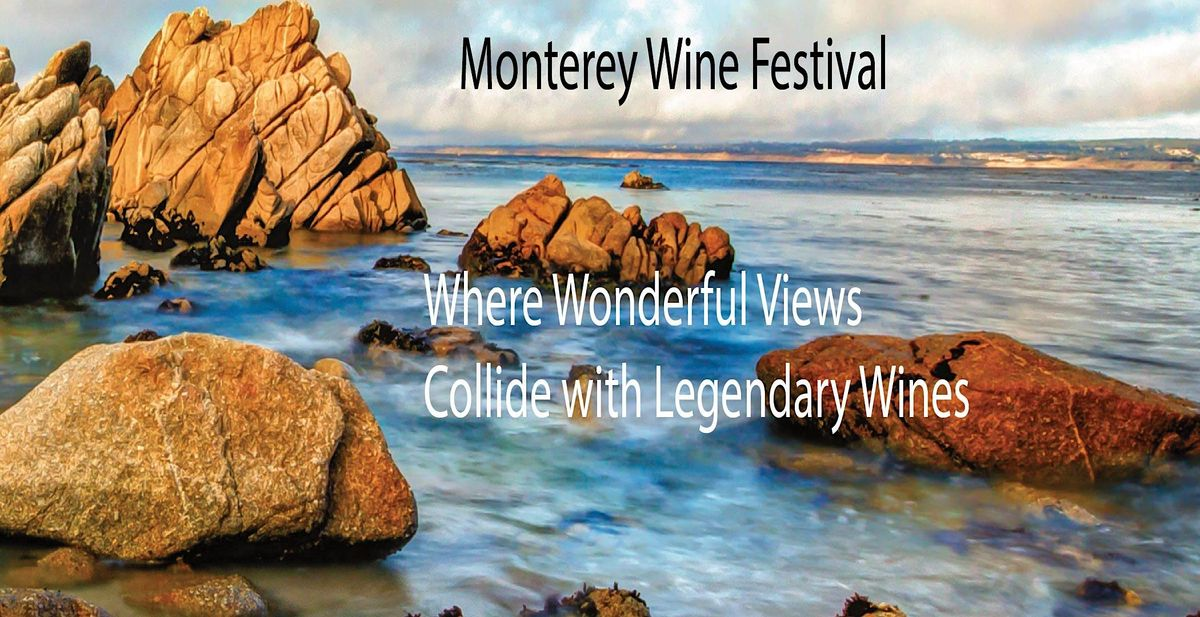 Monterey Wine Festival
Where Wonderful Views
Collide with Legendary Wines